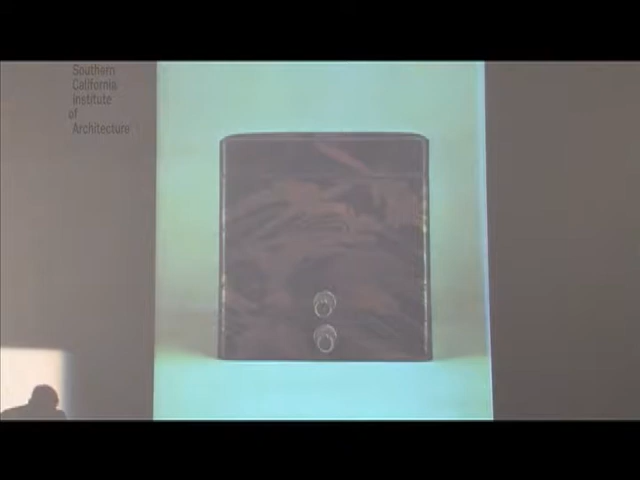 Southern
California
Institute
of
Architecture